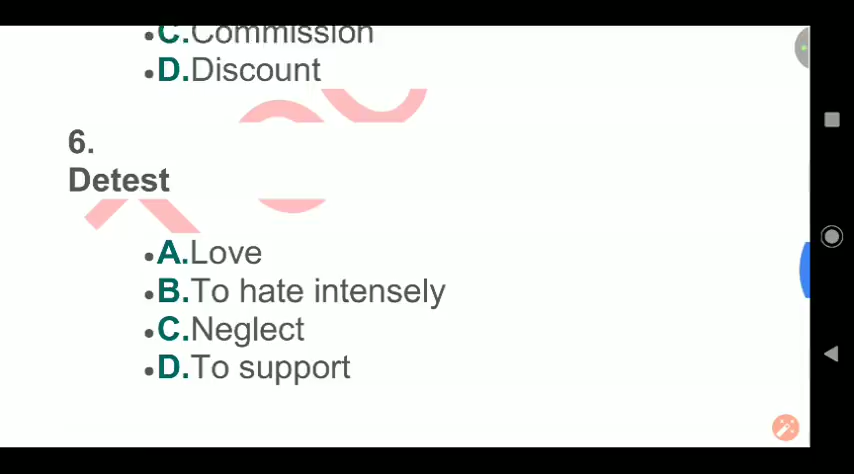 C.Commission
D.Discount
6.
Detest
A.Love
B.To hate intensely
C.Neglect
D.To support